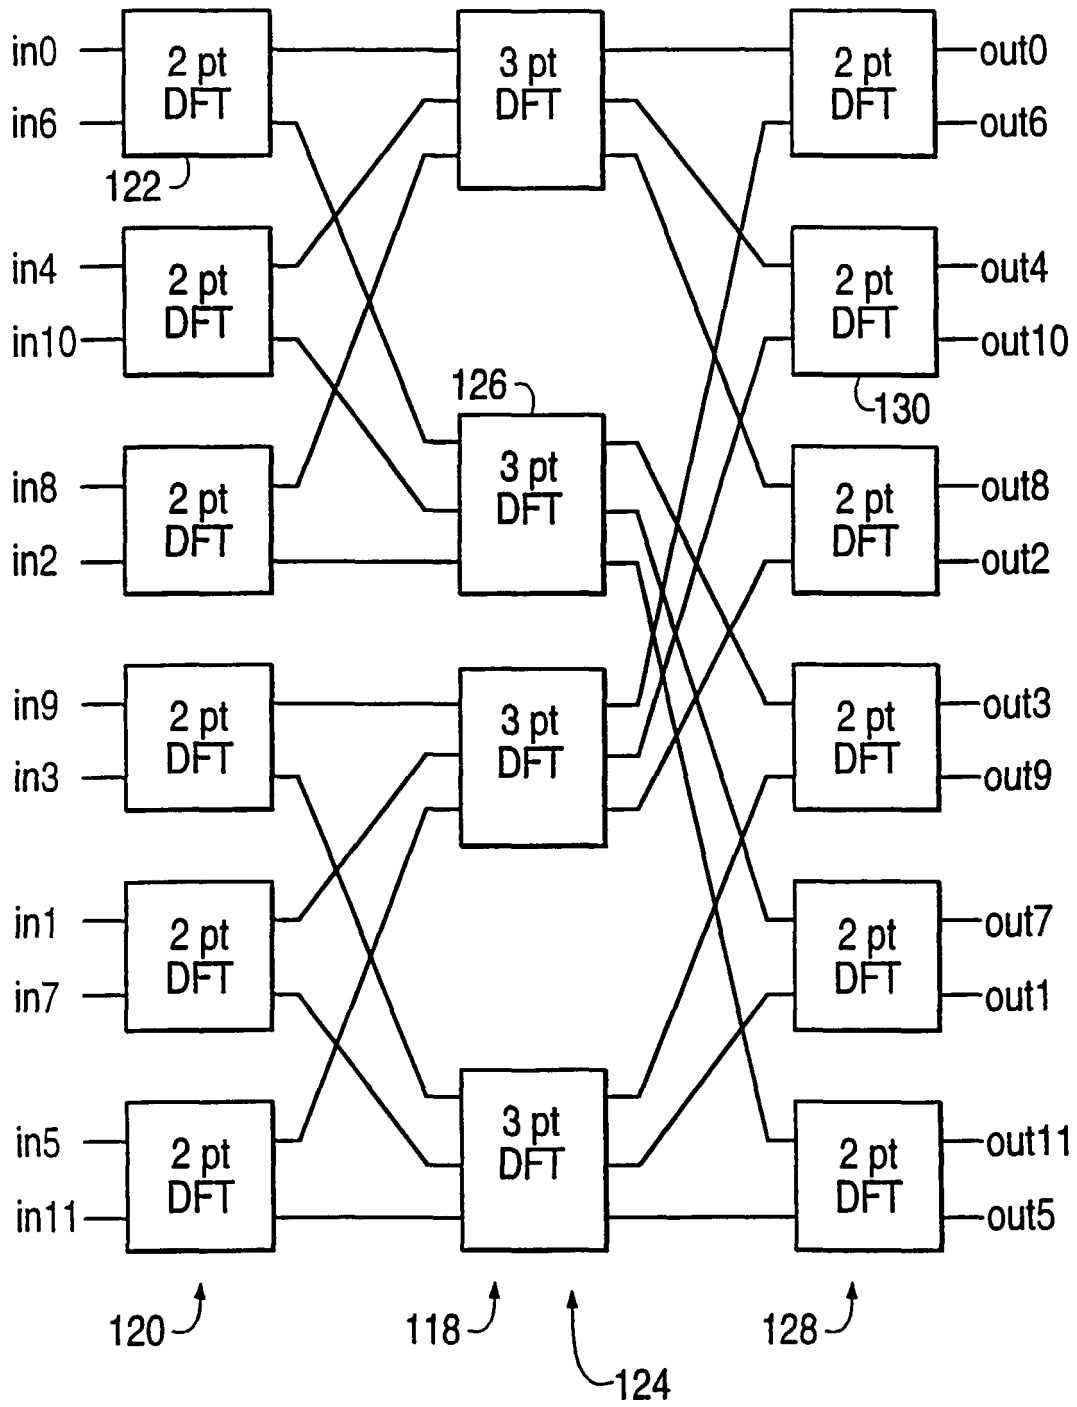 in0
2 pt
DFT
3 pt
DFT
2 pt
DFT
out0
in6
out6
122
in4
2 pt
DFT
2 pt
DFT
out4
in10
out10
126
130
in8
2 pt
DFT
3 pt
DFT
2 pt
DFT
out8
in2
out2
in9
2 pt
DFT
3 pt
DFT
2 pt
DFT
out3
in3
out9
in1
2 pt
DFT
2 pt
DFT
out7
in7
out1
in5
2 pt
DFT
3 pt
DFT
2 pt
DFT
out11
in11
out5
120
118
128
124